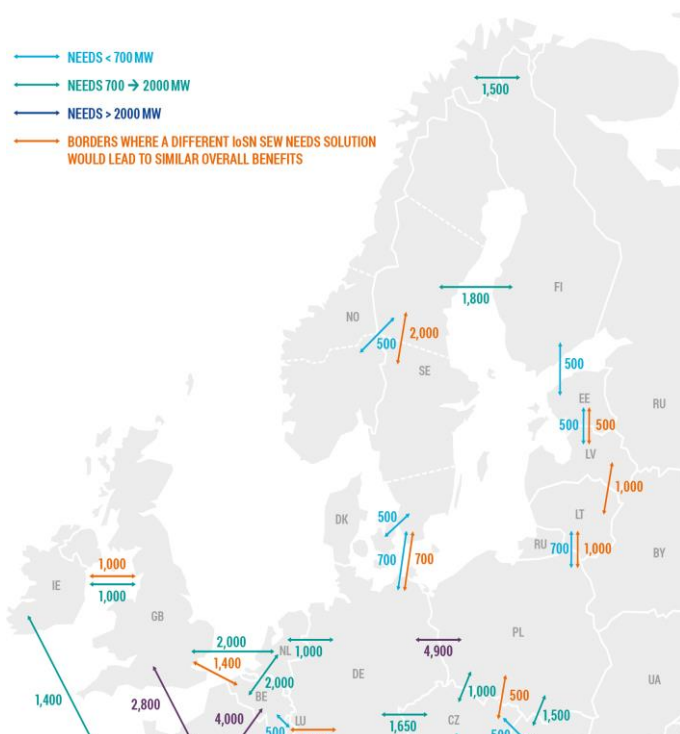 NEEDS < 700 MW
NEEDS 700 → 2000 MW
NEEDS > 2000 MW
BORDERS WHERE A DIFFERENT IoSN SEW NEEDS SOLUTION
WOULD LEAD TO SIMILAR OVERALL BENEFITS
1,500
FI
1,800
NO
2,000
500
SE
500
EE
RU
500
500
LV
1,000
LT
500
DK
RU
700
1,000
BY
700
700
1,000
IE
1,000
GB
PL
2,000
NL
1,000
4,900
1,400
DE
UA
2,000
1,400
BE
1,000
500
2,800
4,000
LU
1,650
CZ
1,500
500
500